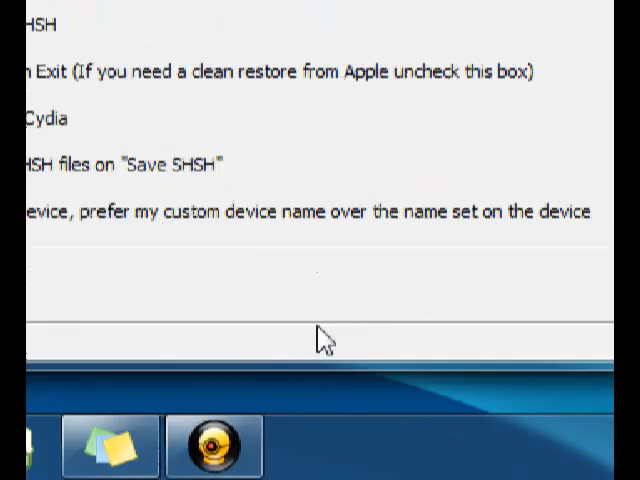 HSH
n Exit (If you need a clean restore from Apple uncheck this box)
Cydia
HSH files on "Save SHSH"
evice, prefer my custom device name over the name set on the device